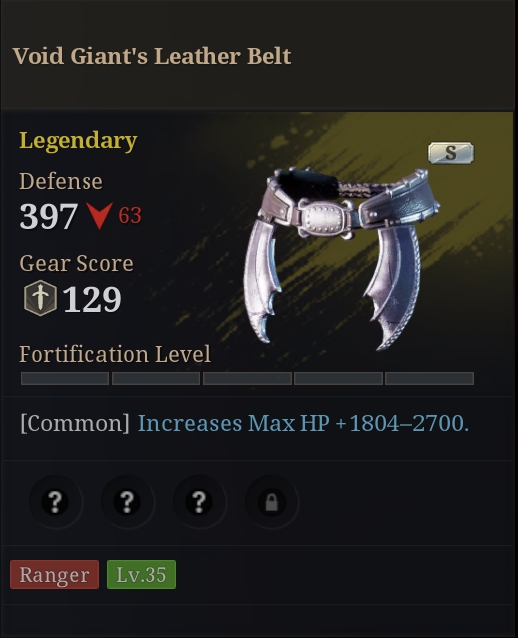 Void Giant's Leather Belt
Legendary
S
Defense
397 63
Gear Score
129
Fortification Level
[Common] Increases Max HP +1804–2700.
? ? ?
Ranger Lv.35